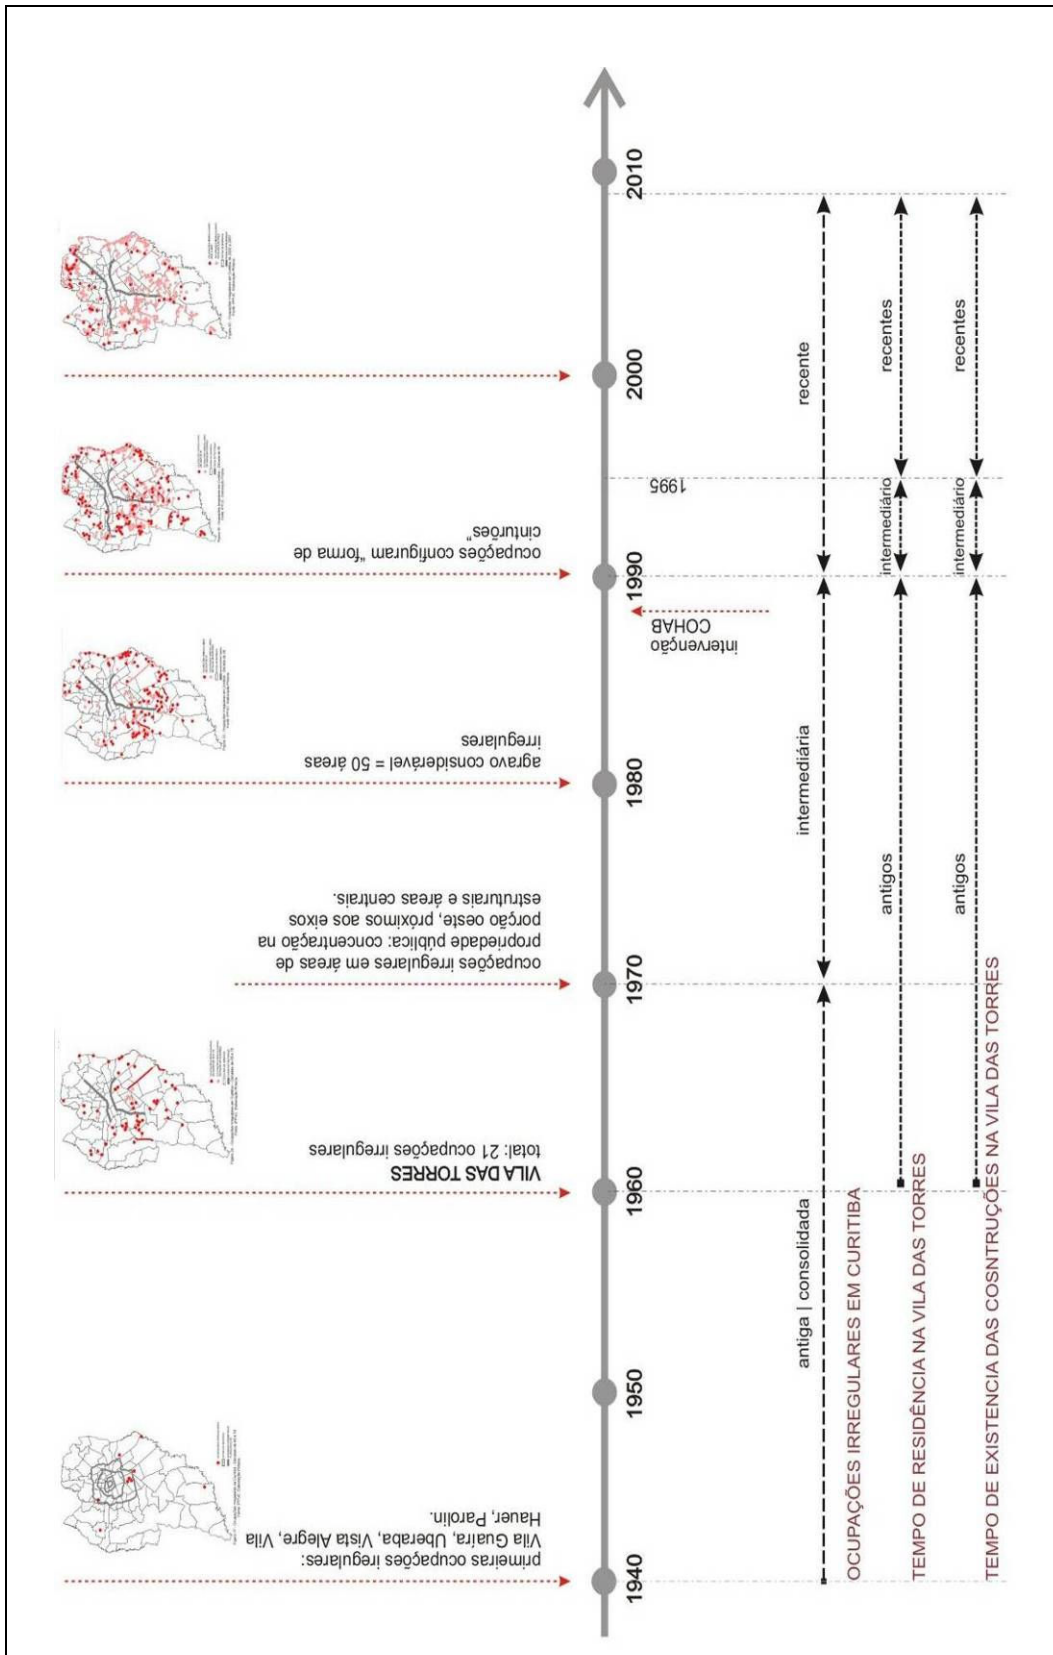 primeiras ocupações irregulares:
Vila Guaíra, Uberaba, Vista Alegre, Vila
Hauer, Parolin.
VILA DAS TORRES
total: 21 ocupações irregulares
ocupações irregulares em áreas de
propriedade pública: concentração na
porção oeste, próximos aos eixos
estruturais e áreas centrais.
agravo considerável = 50 áreas
irregulares
ocupações configuram "forma de
cinturões"
1940
1950
1960
1970
1980
1990
2000
2010
intervenção
COHAB
1995
antiga | consolidada
intermediária
recente
OCUPAÇÕES IRREGULARES EM CURITIBA
antigos
intermediário
recentes
TEMPO DE RESIDÊNCIA NA VILA DAS TORRES
antigos
intermediário
recentes
TEMPO DE EXISTENCIA DAS COSNTRUÇÕES NA VILA DAS TORRES